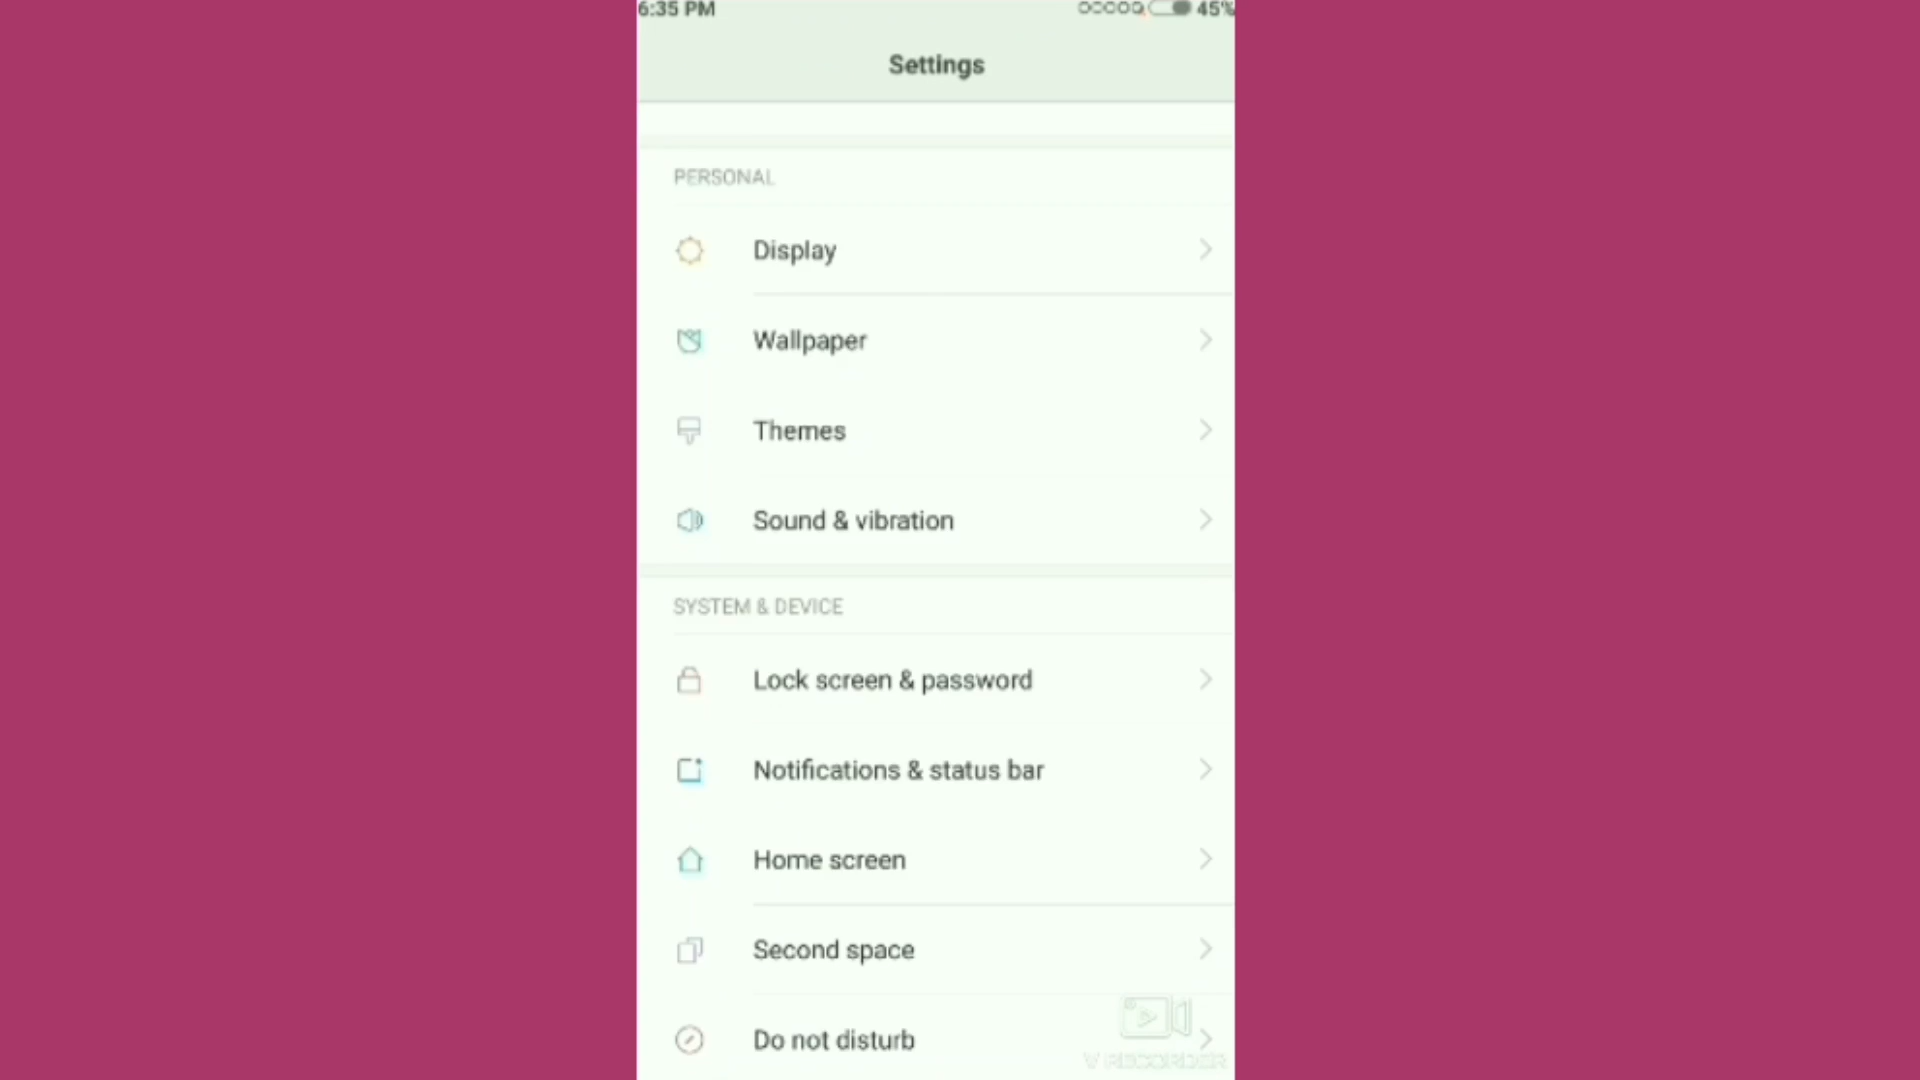 6:35 PM 45%
Settings
PERSONAL
Display
Wallpaper
Themes
Sound & vibration
SYSTEM & DEVICE
Lock screen & password
Notifications & status bar
Home screen
Second space
Do not disturb
V RECORDER